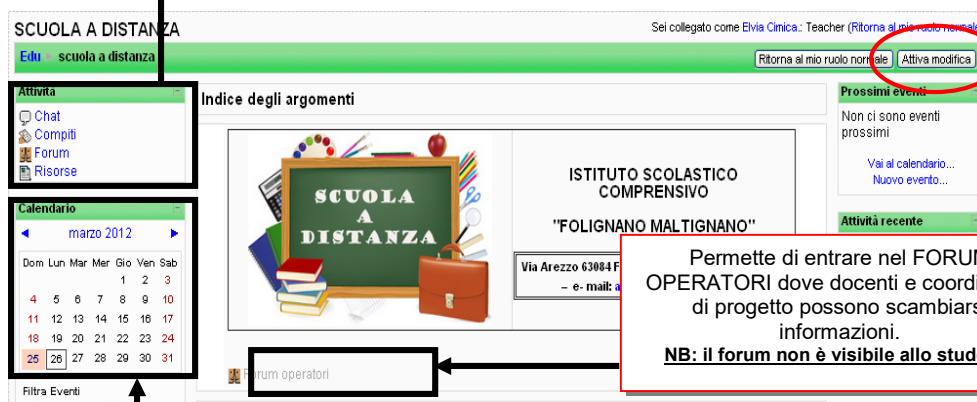 SCUOLA A DISTANZA
Sei collegato come Elvia Cimica.: Teacher (Ritorna al mio ruolo normale
Edu ► scuola a distanza
Ritorna al mio ruolo normale
Attiva modifica
Attività
Chat
Compiti
Forum
Risorse
Calendario
marzo 2012
Dom Lun Mar Mer Gio Ven Sab
1 2 3
4 5 6 7 8 9 10
11 12 13 14 15 16 17
18 19 20 21 22 23 24
25 26 27 28 29 30 31
Filtra Eventi
Indice degli argomenti
SCUOLA
A
DISTANZA
ISTITUTO SCOLASTICO
COMPRENSIVO
"FOLIGNANO MALTIGNANO"
Via Arezzo 63084 F
– e- mail: a
Forum operatori
Prossimi eventi
Non ci sono eventi
prossimi
Vai al calendario...
Nuovo evento...
Attività recente
Permette di entrare nel FORUM
OPERATORI dove docenti e coordi
di progetto possono scambiars
informazioni.
NB: il forum non è visibile allo stud